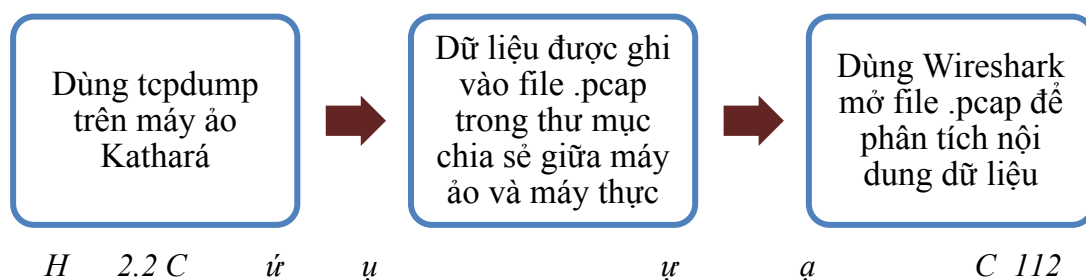 Dùng tcpdump
trên máy ảo
Kathará
Dữ liệu được ghi
vào file .pcap
trong thư mục
chia sẻ giữa máy
ảo và máy thực
Dùng Wireshark
mở file .pcap để
phân tích nội
dung dữ liệu
H 2.2 C ứ ụ ự ạ C 112